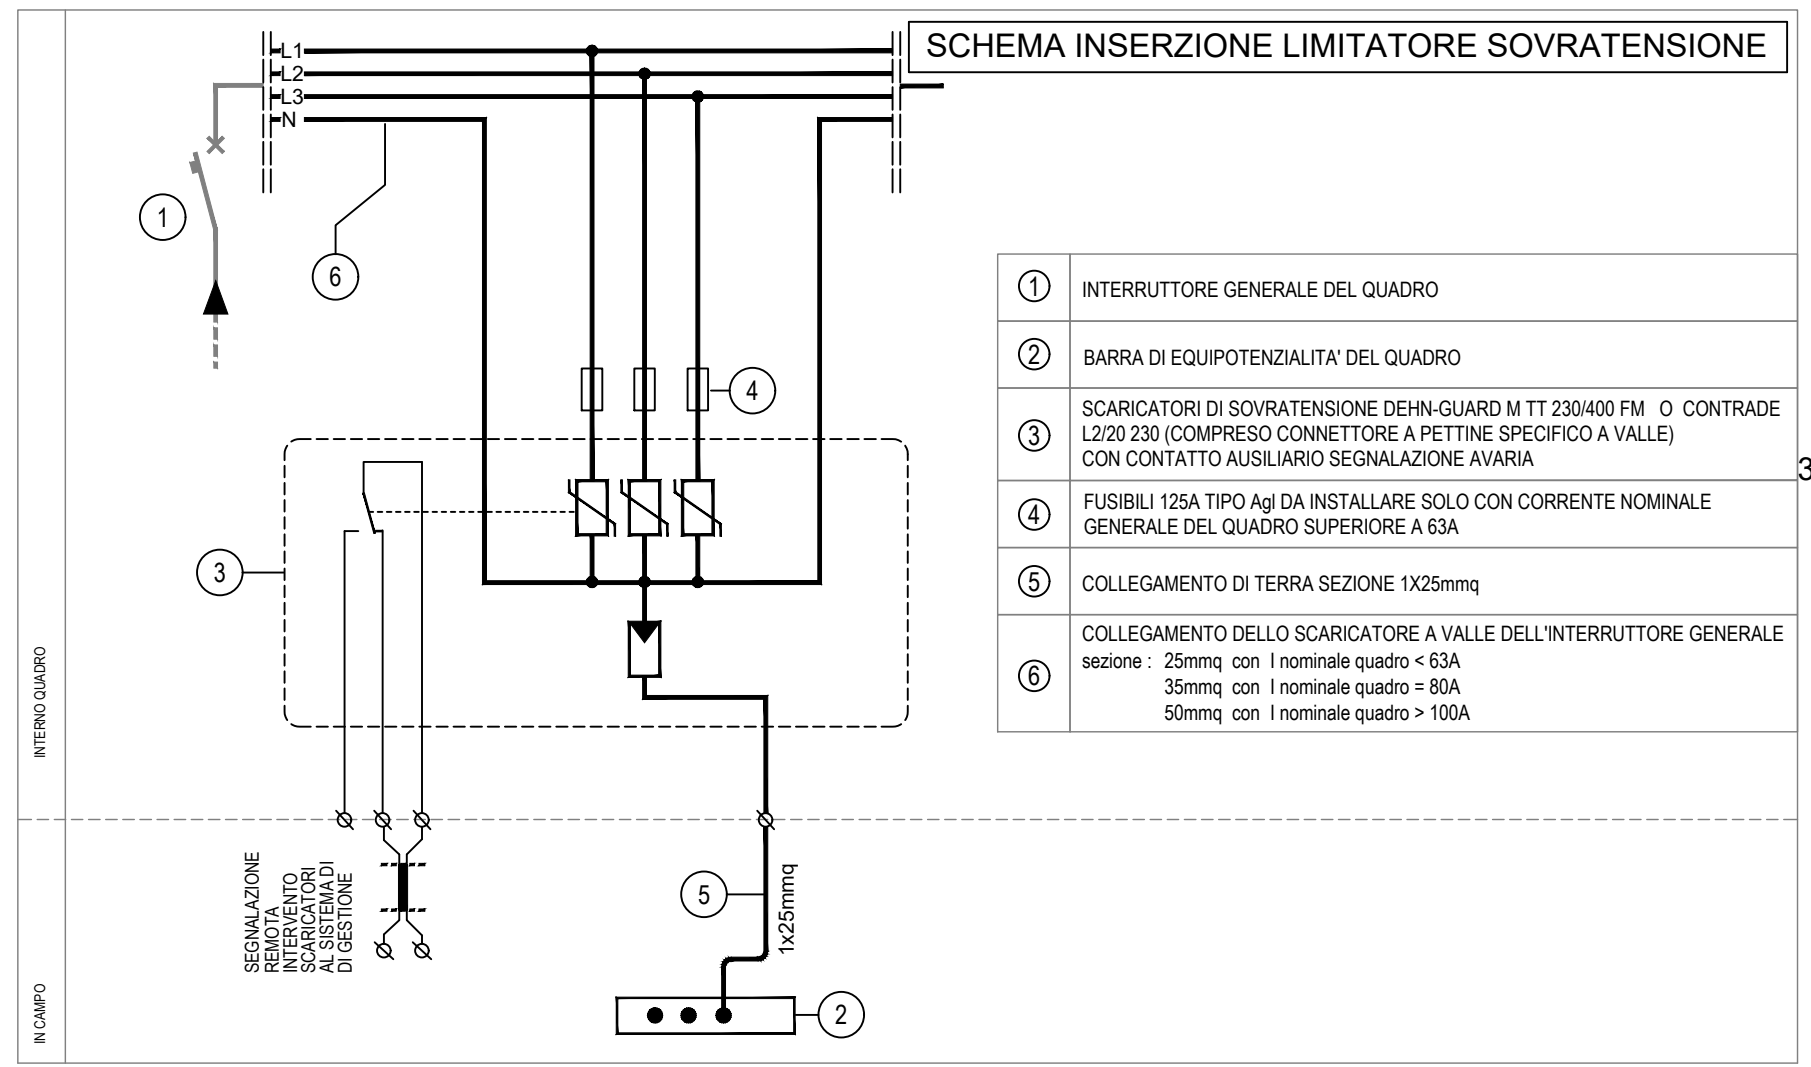 SCHEMA INSERZIONE LIMITATORE SOVRATENSIONE
L1
L2
L3
N
1
6
4
3
1 INTERRUTTORE GENERALE DEL QUADRO
2 BARRA DI EQUIPOTENZIALITA' DEL QUADRO
3 SCARICATORI DI SOVRATENSIONE DEHN-GUARD M TT 230/400 FM O CONTRADE
L2/20 230 (COMPRESO CONNETTORE A PETTINE SPECIFICO A VALLE)
CON CONTATTO AUSILIARIO SEGNALAZIONE AVARIA
3
4 FUSIBILI 125A TIPO Agl DA INSTALLARE SOLO CON CORRENTE NOMINALE
GENERALE DEL QUADRO SUPERIORE A 63A
5 COLLEGAMENTO DI TERRA SEZIONE 1X25mmq
6 COLLEGAMENTO DELLO SCARICATORE A VALLE DELL'INTERRUTTORE GENERALE
sezione : 25mmq con I nominale quadro < 63A
35mmq con I nominale quadro = 80A
50mmq con I nominale quadro > 100A
INTERNO QUADRO
IN CAMPO
SEGNALAZIONE
REMOTA
INTERVENTO
SCARICATORI
AL SISTEMA DI
DI GESTIONE
5
1x25mmq
2